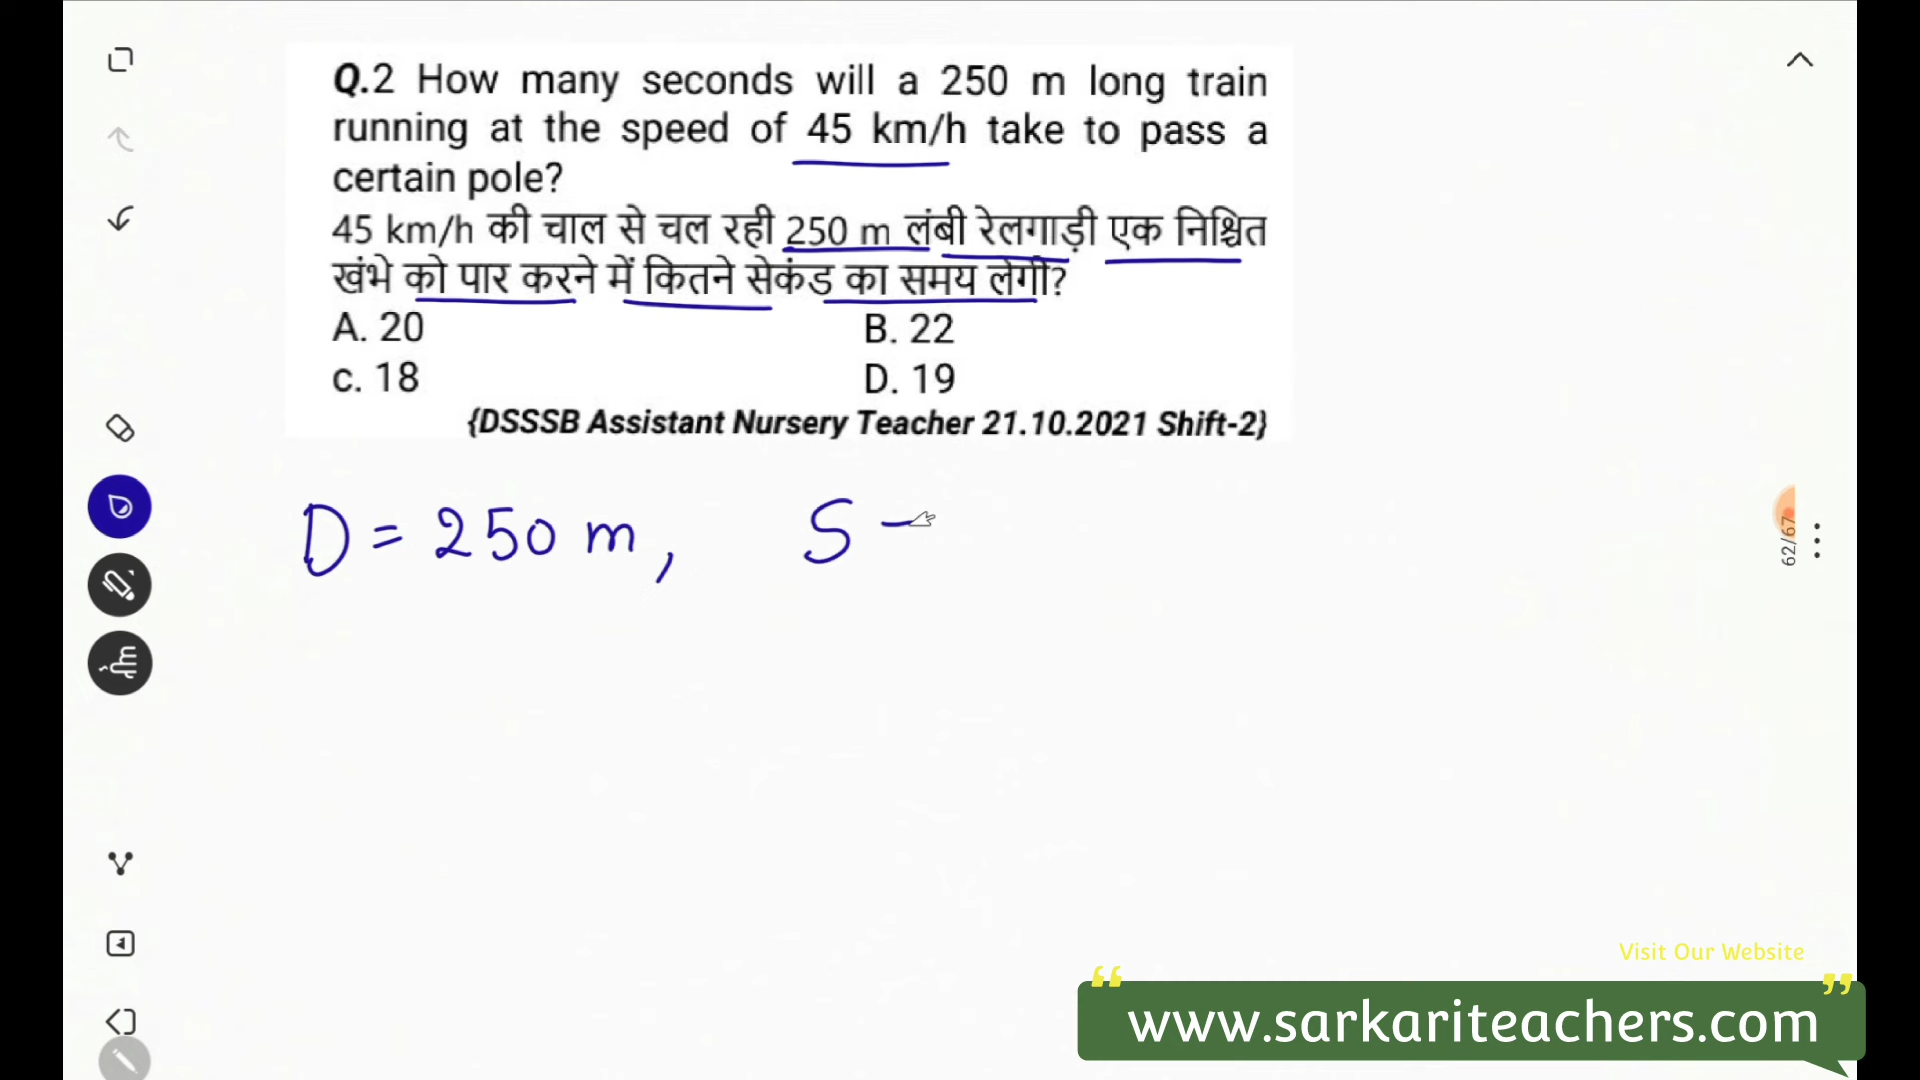 Q.2 How many seconds will a 250 m long train
running at the speed of 45 km/h take to pass a
certain pole?
45 km/h की चाल से चल रही 250 m लंबी रेलगाड़ी एक निश्चित
खंभे को पार करने में कितने सेकंड का समय लेगी?
A. 20 B. 22
c. 18 D. 19
{DSSSB Assistant Nursery Teacher 21.10.2021 Shift-2}
D = 250 m, S –
62/67
Visit Our Website
“ www.sarkariteachers.com ”